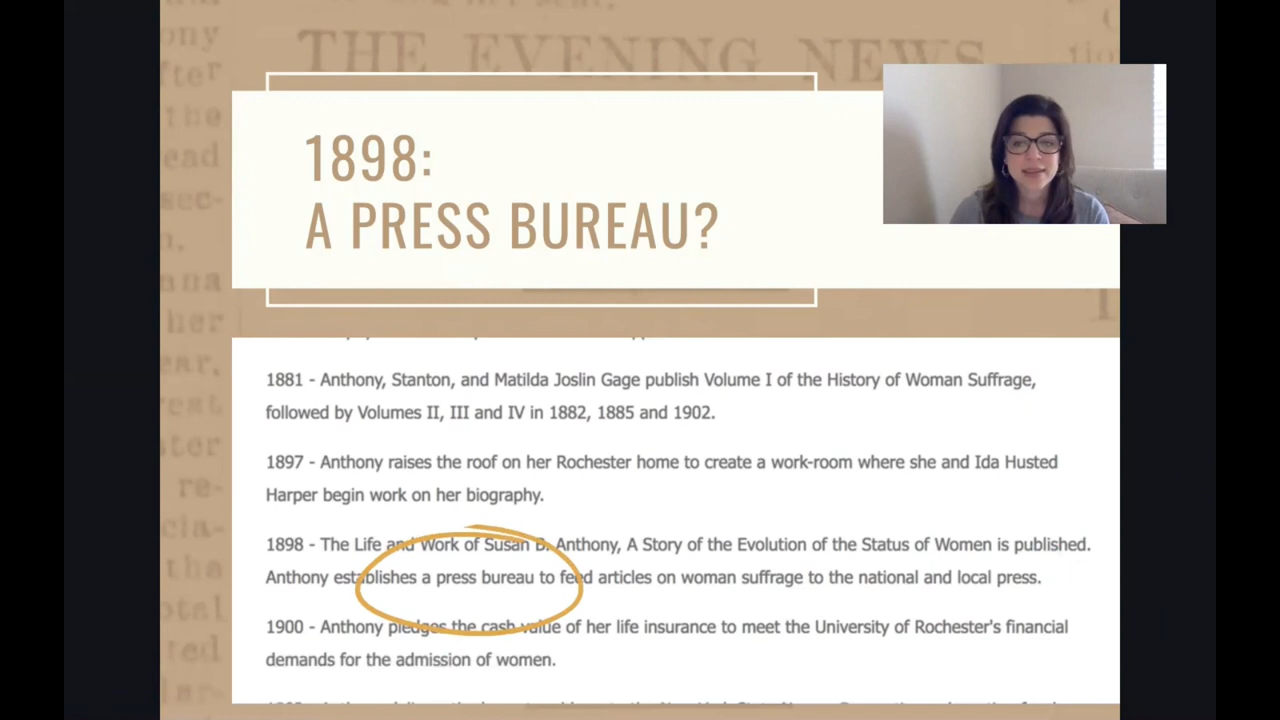 THE EVENING NEWS
1898:
A PRESS BUREAU?
1881 - Anthony, Stanton, and Matilda Joslin Gage publish Volume I of the History of Woman Suffrage,
followed by Volumes II, III and IV in 1882, 1885 and 1902.
1897 - Anthony raises the roof on her Rochester home to create a work-room where she and Ida Husted
Harper begin work on her biography.
1898 - The Life and Work of Susan B. Anthony, A Story of the Evolution of the Status of Women is published.
Anthony establishes a press bureau to feed articles on woman suffrage to the national and local press.
1900 - Anthony pledges the cash value of her life insurance to meet the University of Rochester's financial
demands for the admission of women.